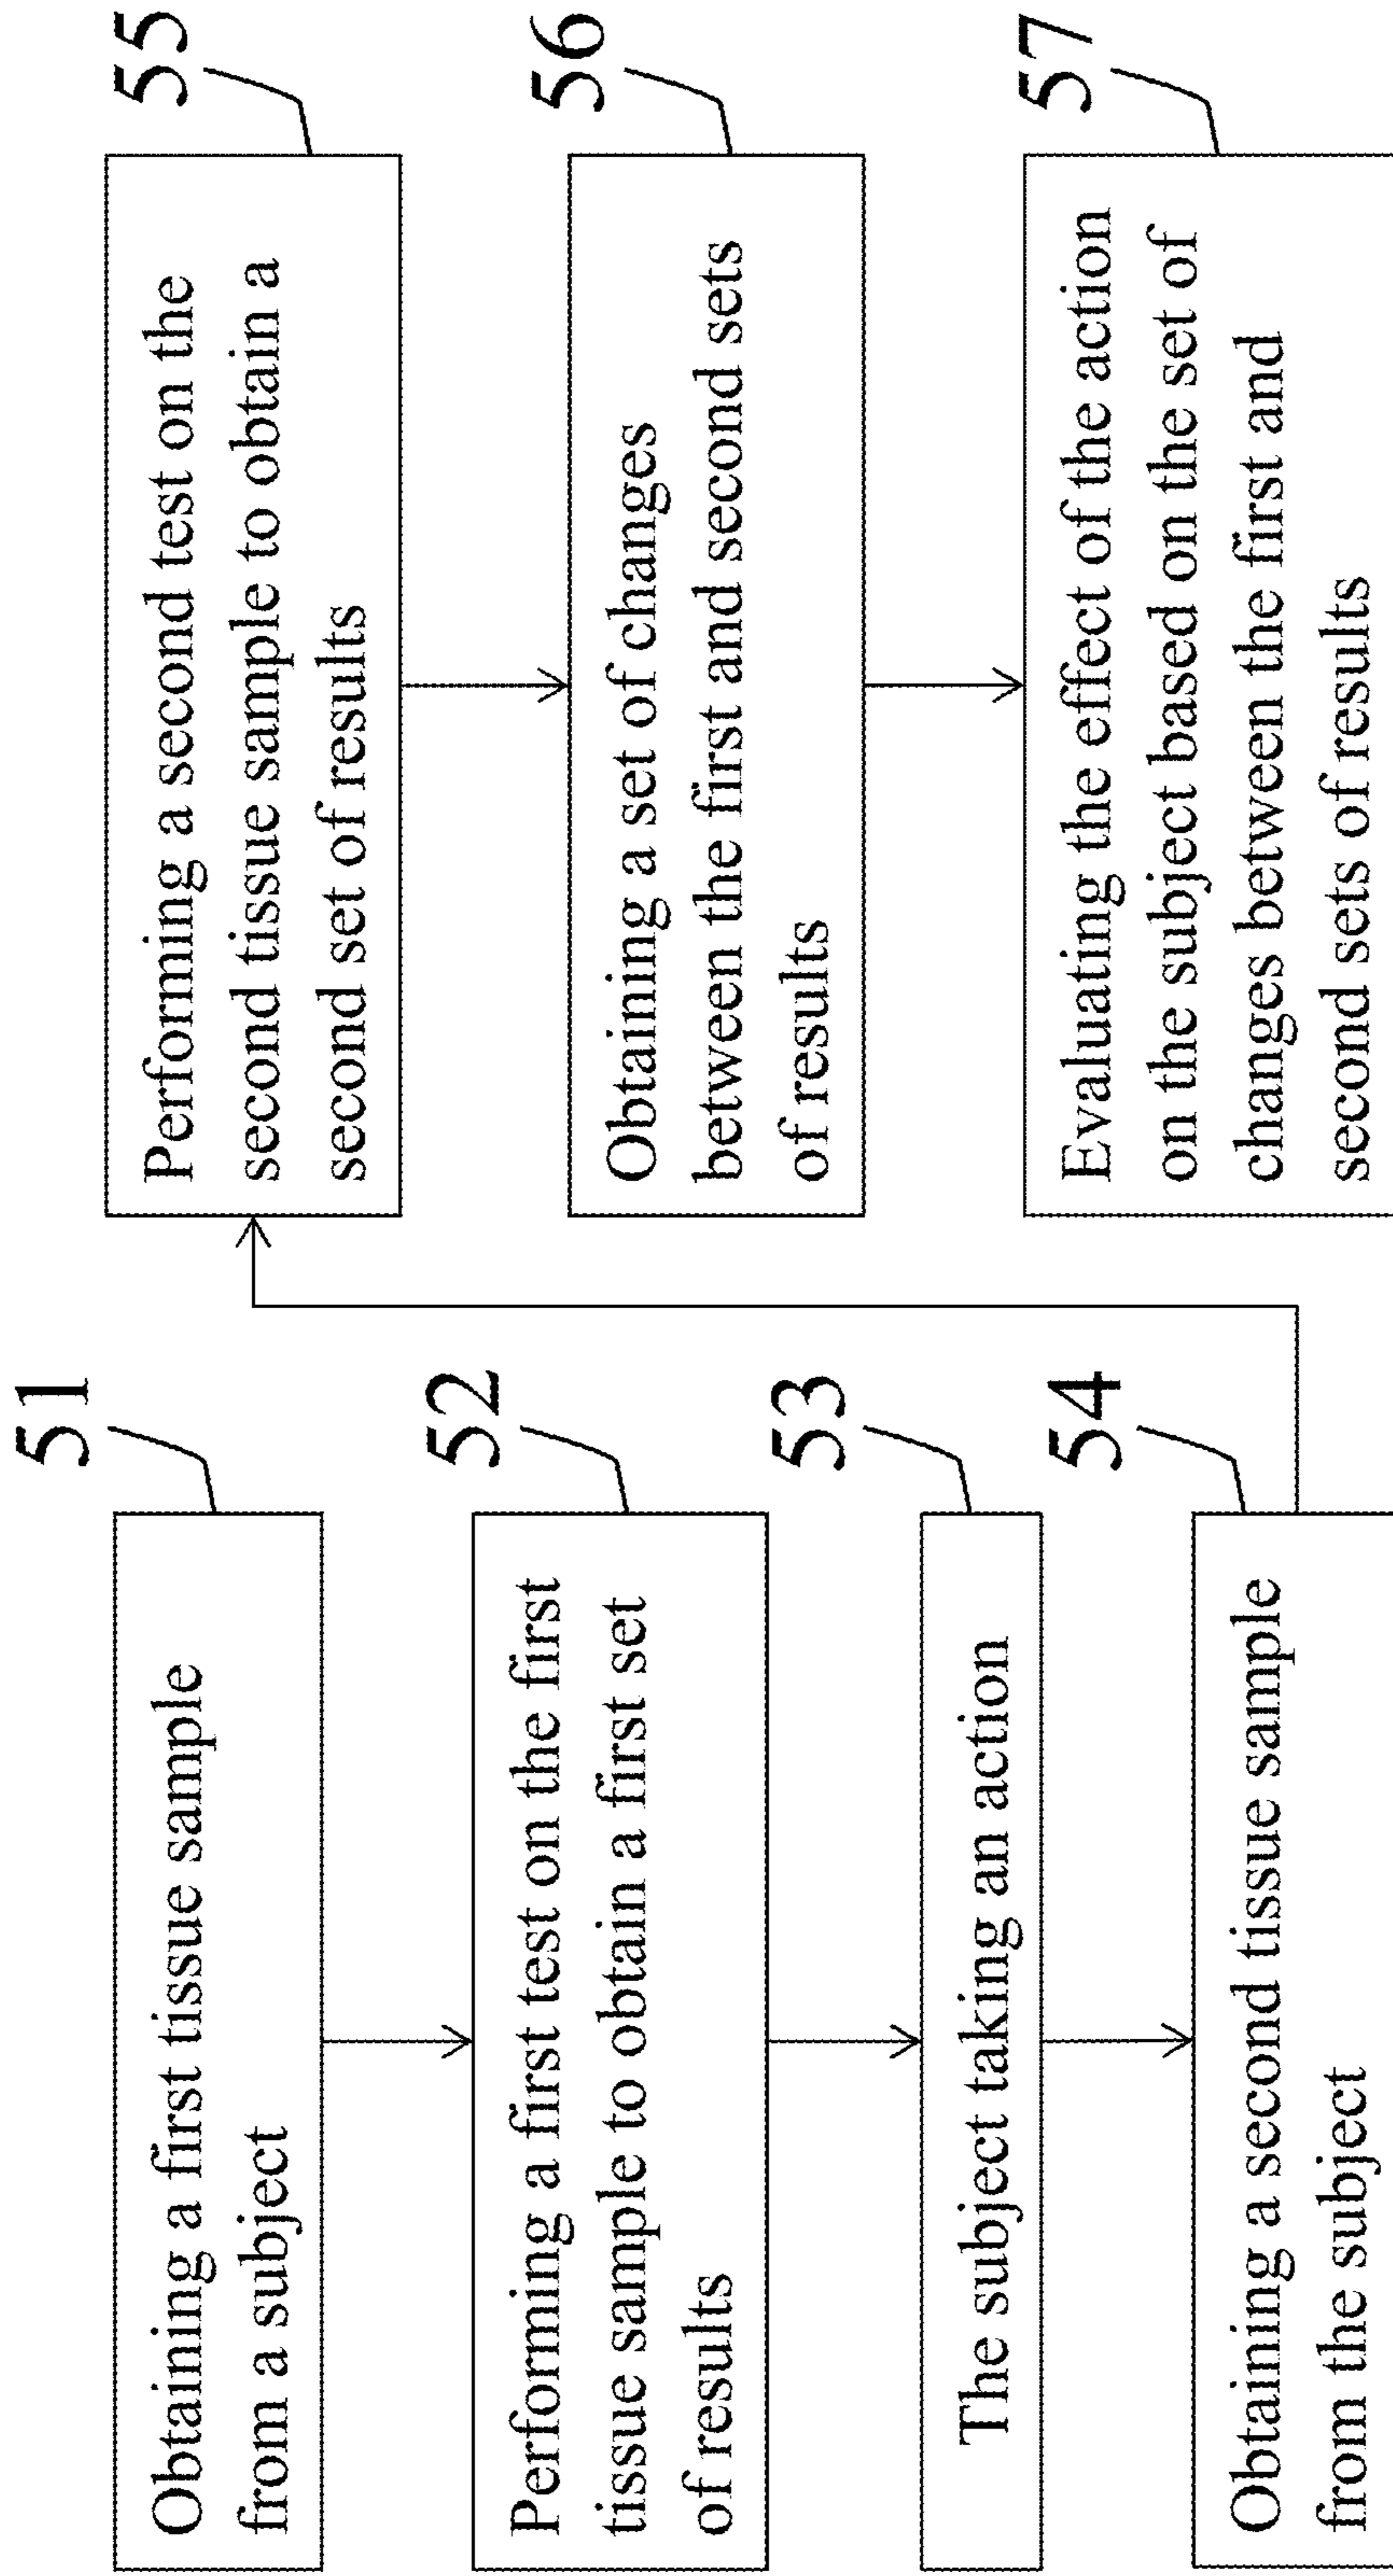 51
Obtaining a first tissue sample
from a subject
52
Performing a first test on the first
tissue sample to obtain a first set
of results
53
The subject taking an action
54
Obtaining a second tissue sample
from the subject
55
Performing a second test on the
second tissue sample to obtain a
second set of results
56
Obtaining a set of changes
between the first and second sets
of results
57
Evaluating the effect of the action
on the subject based on the set of
changes between the first and
second sets of results